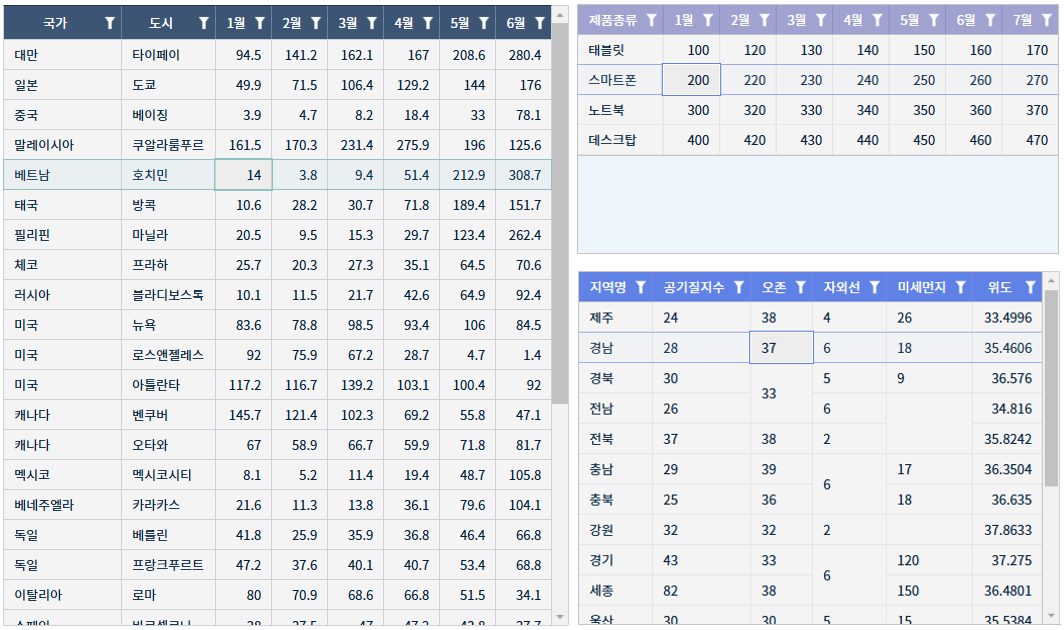 국가 도시 1월 2월 3월 4월 5월 6월
대만 타이페이 94.5 141.2 162.1 167 208.6 280.4
일본 도쿄 49.9 71.5 106.4 129.2 144 176
중국 베이징 3.9 4.7 8.2 18.4 33 78.1
말레이시아 쿠알라룸푸르 161.5 170.3 231.4 275.9 196 125.6
베트남 호치민 14 3.8 9.4 51.4 212.9 308.7
태국 방콕 10.6 28.2 30.7 71.8 189.4 151.7
필리핀 마닐라 20.5 9.5 15.3 29.7 123.4 262.4
체코 프라하 25.7 20.3 27.3 35.1 64.5 70.6
러시아 블라디보스톡 10.1 11.5 21.7 42.6 64.9 92.4
미국 뉴욕 83.6 78.8 98.5 93.4 106 84.5
미국 로스앤젤레스 92 75.9 67.2 28.7 4.7 1.4
미국 아틀란타 117.2 116.7 139.2 103.1 100.4 92
캐나다 벤쿠버 145.7 121.4 102.3 69.2 55.8 47.1
캐나다 오타와 67 58.9 66.7 59.9 71.8 81.7
멕시코 멕시코시티 8.1 5.2 11.4 19.4 48.7 105.8
베네주엘라 카라카스 21.6 11.3 13.8 36.1 79.6 104.1
독일 베를린 41.8 25.9 35.9 36.8 46.4 66.8
독일 프랑크푸르트 47.2 37.6 40.1 40.7 53.4 68.8
이탈리아 로마 80 70.9 68.6 66.8 51.5 34.1
제품종류 1월 2월 3월 4월 5월 6월 7월
태블릿 100 120 130 140 150 160 170
스마트폰 200 220 230 240 250 260 270
노트북 300 320 330 340 350 360 370
데스크탑 400 420 430 440 450 460 470
지역명 공기질지수 오존 자외선 미세먼지 위도
제주 24 38 4 26 33.4996
경남 28 37 6 18 35.4606
경북 30 33 5 9 36.576
전남 26 6 34.816
전북 37 38 2 35.8242
충남 29 39 6 17 36.3504
충북 25 36 18 36.635
강원 32 32 2 37.8633
경기 43 33 6 120 37.275
세종 82 38 150 36.4801
울산 30 30 5 15 35.5384